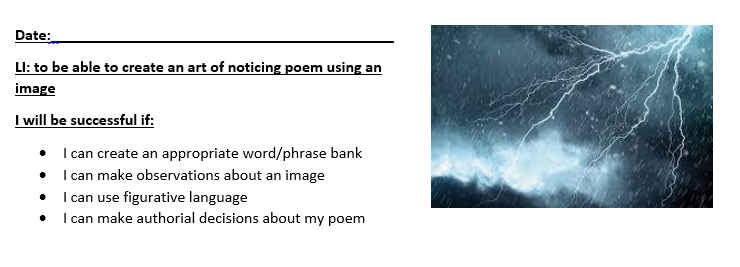 Date:
LI: to be able to create an art of noticing poem using an
image
I will be successful if:
• I can create an appropriate word/phrase bank
• I can make observations about an image
• I can use figurative language
• I can make authorial decisions about my poem